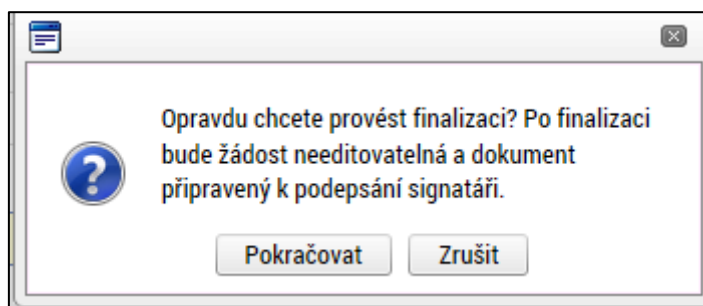 Opravdu chcete provést finalizaci? Po finalizaci
bude žádost needitovatelná a dokument
připravený k podepsání signatáři.
Pokračovat Zrušit